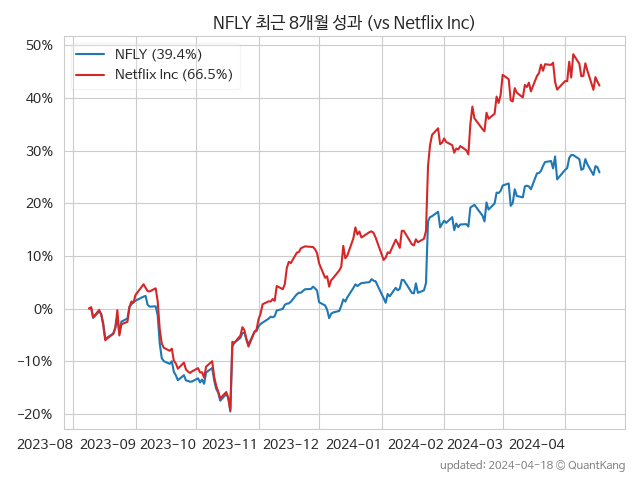 NFLY 최근 8개월 성과 (vs Netflix Inc)
NFLY (39.4%)
Netflix Inc (66.5%)
50%
40%
30%
20%
10%
0%
−10%
−20%
2023-08 2023-09 2023-10 2023-11 2023-12 2024-01 2024-02 2024-03 2024-04
updated: 2024-04-18 © QuantKang